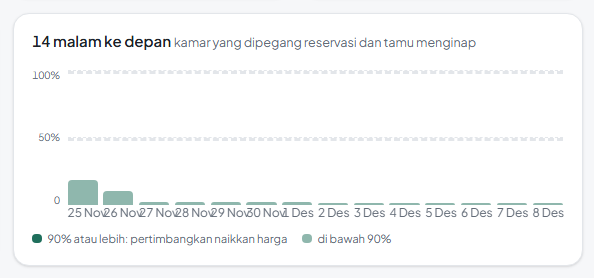 14 malam ke depan kamar yang dipegang reservasi dan tamu menginap
100%
50%
0
25 Nov 26 Nov 27 Nov 28 Nov 29 Nov 30 Nov 1 Des 2 Des 3 Des 4 Des 5 Des 6 Des 7 Des 8 Des
90% atau lebih: pertimbangkan naikkan harga di bawah 90%